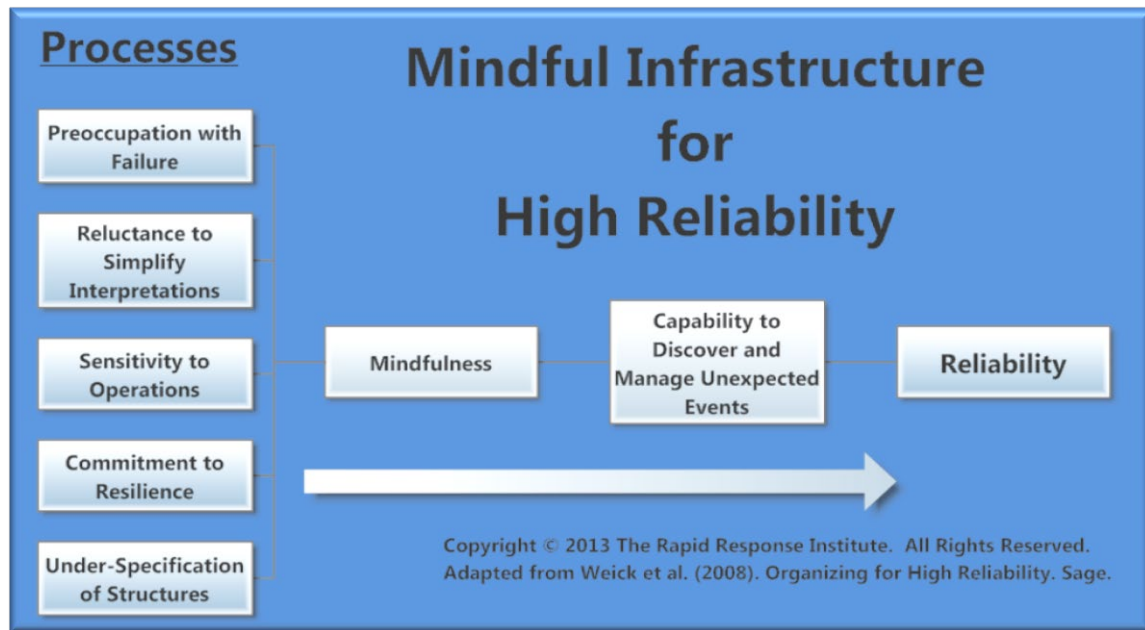 Processes
Mindful Infrastructure
for
High Reliability
Preoccupation with
Failure
Reluctance to
Simplify
Interpretations
Sensitivity to
Operations
Commitment to
Resilience
Under-Specification
of Structures
Mindfulness
Capability to
Discover and
Manage Unexpected
Events
Reliability
Copyright © 2013 The Rapid Response Institute.  All Rights Reserved.
Adapted from Weick et al. (2008). Organizing for High Reliability. Sage.